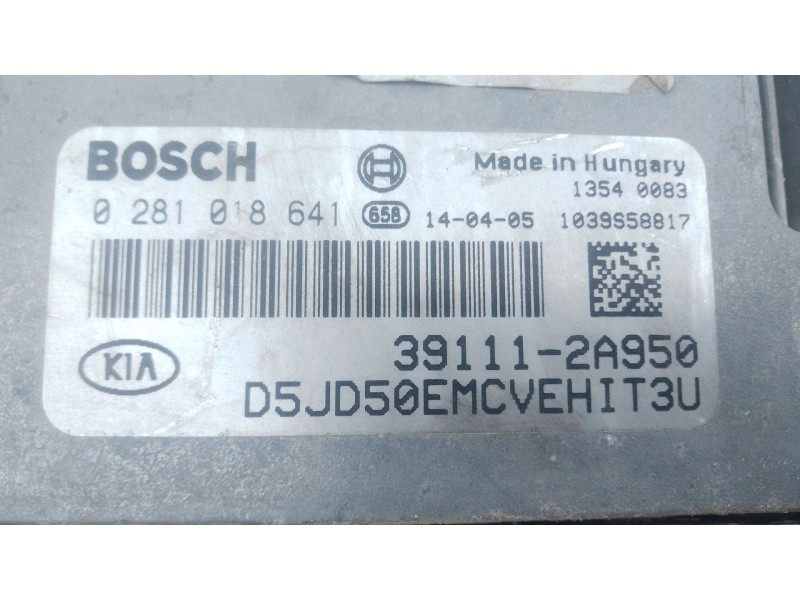 BOSCH
Made in Hungary
1354 0083
0 281 018 641 658 14-04-05 1039S58817
KIA
39111-2A950
D5JD50EMCVEHIT3U